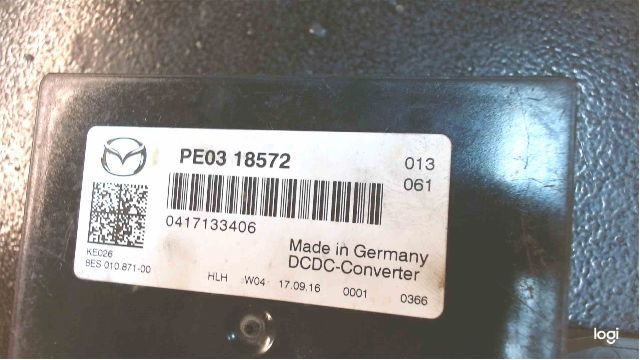 PE03 18572
013
061
0417133406
Made in Germany
DCDC-Converter
KE026
8ES 010.871-00
HLH W04 17.09.16 0001 0366
logi